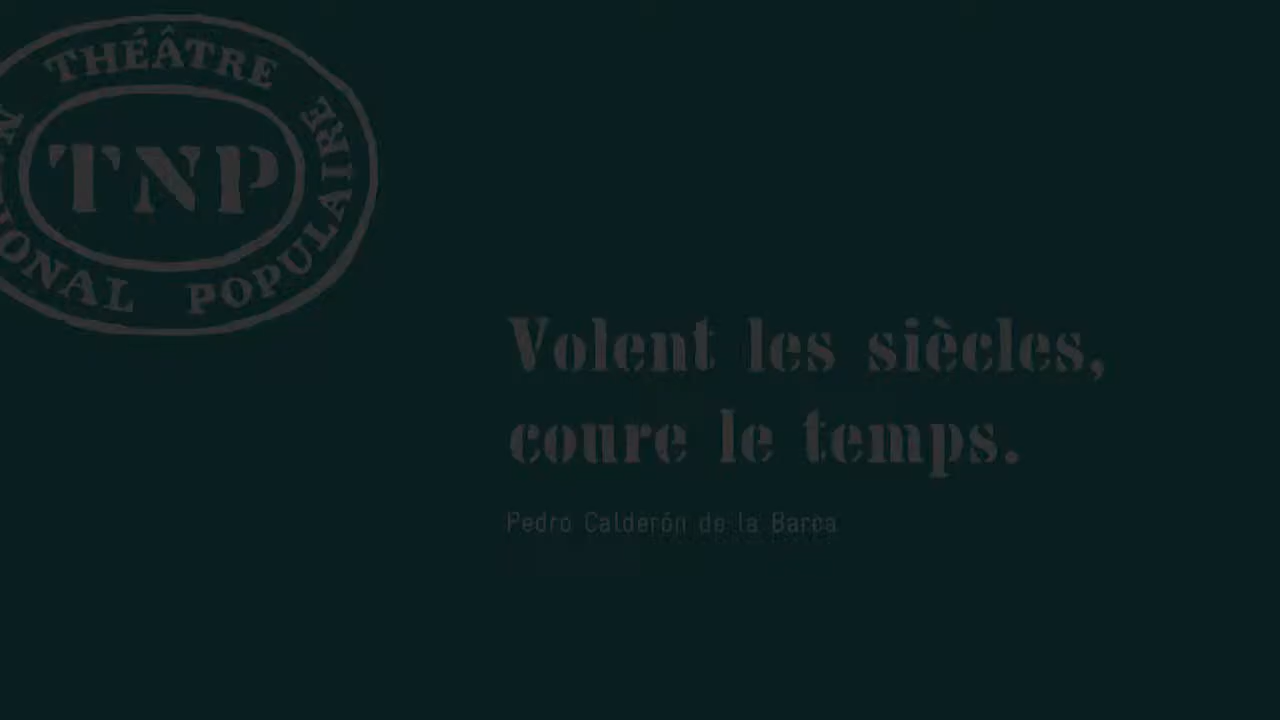 THÉÂTRE
POPULAIRE
TNP
Volent les siècles,
coure le temps.
Pedro Calderón de la Barca